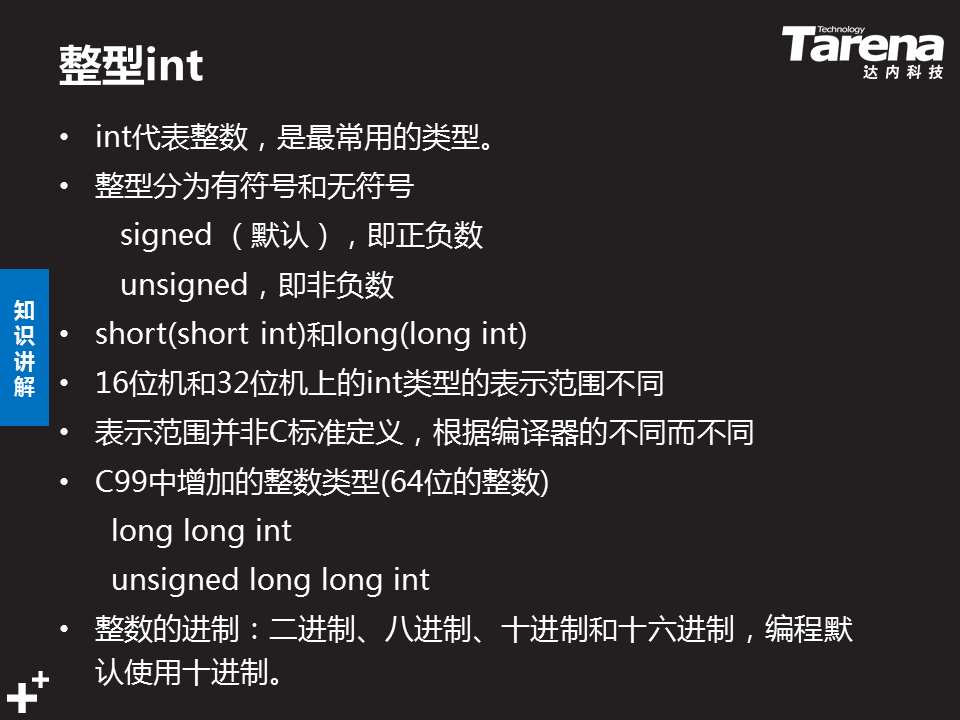 整型int
Technology
Tarena
达内科技
• int代表整数，是最常用的类型。
• 整型分为有符号和无符号
signed （默认），即正负数
unsigned，即非负数
知识讲解
• short(short int)和long(long int)
• 16位机和32位机上的int类型的表示范围不同
• 表示范围并非C标准定义，根据编译器的不同而不同
• C99中增加的整数类型(64位的整数)
long long int
unsigned long long int
• 整数的进制：二进制、八进制、十进制和十六进制，编程默
认使用十进制。